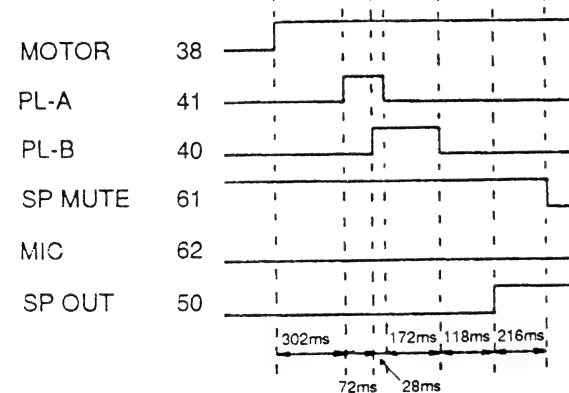 MOTOR 38
PL-A 41
PL-B 40
SP MUTE 61
MIC 62
SP OUT 50
302ms 172ms 118ms 216ms
72ms 28ms